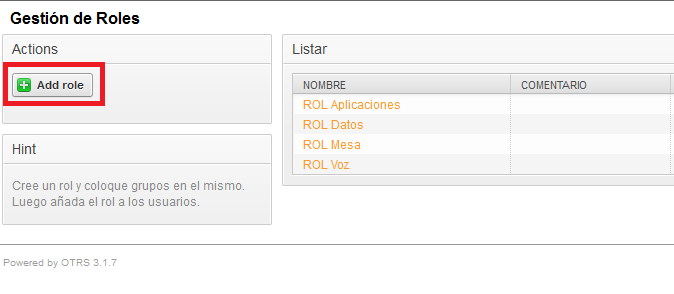 Gestión de Roles
Actions
Add role
Hint
Cree un rol y coloque grupos en el mismo.
Luego añada el rol a los usuarios.
Listar
NOMBRE COMENTARIO
ROL Aplicaciones
ROL Datos
ROL Mesa
ROL Voz
Powered by OTRS 3.1.7